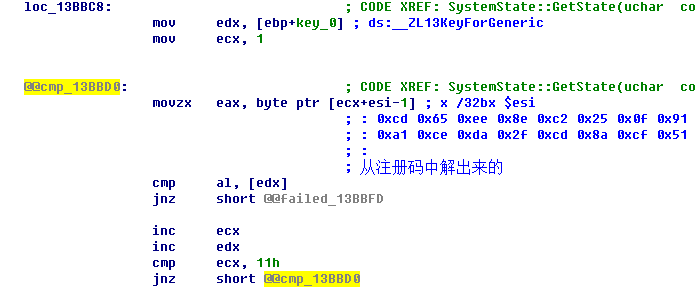 loc_13BBC8: ; CODE XREF: SystemState::GetState(uchar co
mov edx, [ebp+key_0] ; ds:__ZL13KeyForGeneric
mov ecx, 1
@@cmp_13BBD0: ; CODE XREF: SystemState::GetState(uchar co
movzx eax, byte ptr [ecx+esi-1] ; x /32bx $esi
; : 0xcd 0x65 0xee 0x8e 0xc2 0x25 0x0f 0x91
; : 0xa1 0xce 0xda 0x2f 0xcd 0x8a 0xcf 0x51
; :
; 从注册码中解出来的
cmp al, [edx]
jnz short @@failed_13BBFD
inc ecx
inc edx
cmp ecx, 11h
jnz short @@cmp_13BBD0